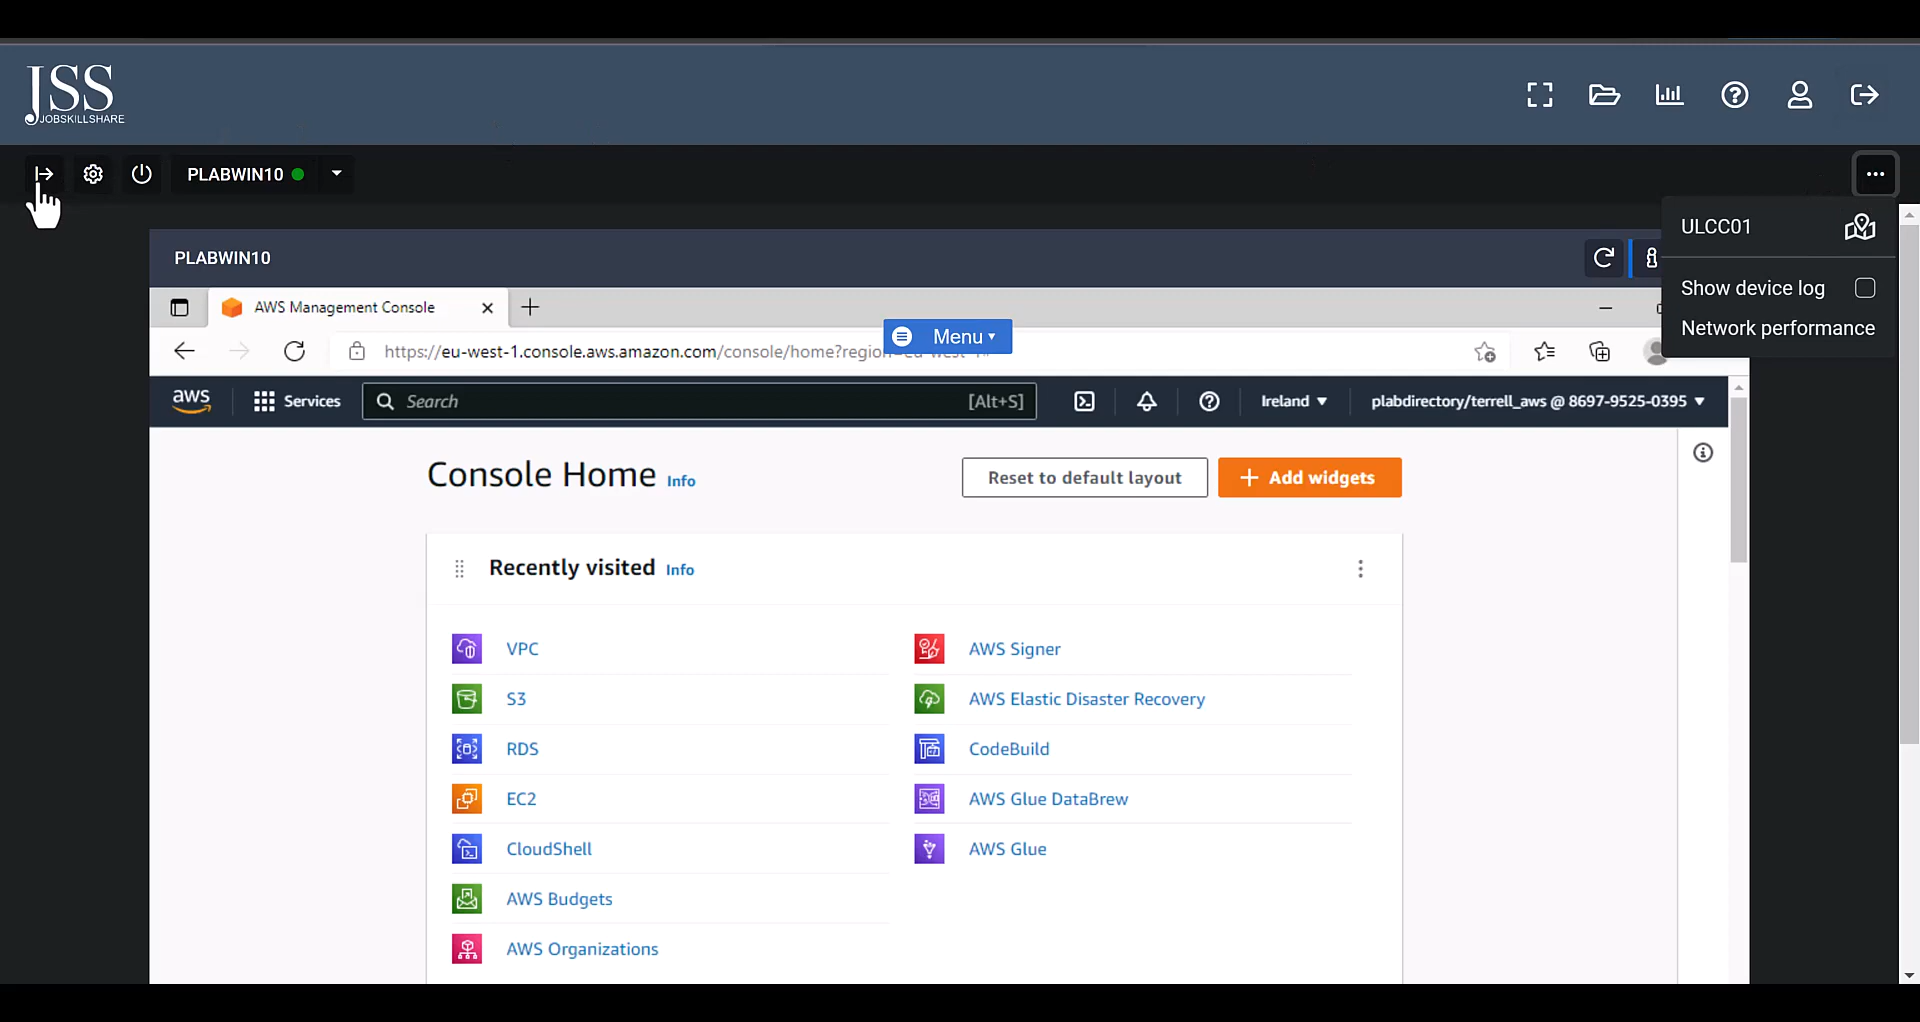 JSS
JOBSKILLSHARE
PLABWIN10
ULCC01
Show device log
Network performance
PLABWIN10
AWS Management Console
Menu
https://eu-west-1.console.aws.amazon.com/console/home?region=eu-west-1#
aws
Services
Search
[Alt+S]
Ireland
plabdirectory/terrell_aws @ 8697-9525-0395
Console Home Info
Reset to default layout
Add widgets
Recently visited Info
VPC
AWS Signer
S3
AWS Elastic Disaster Recovery
RDS
CodeBuild
EC2
AWS Glue DataBrew
CloudShell
AWS Glue
AWS Budgets
AWS Organizations